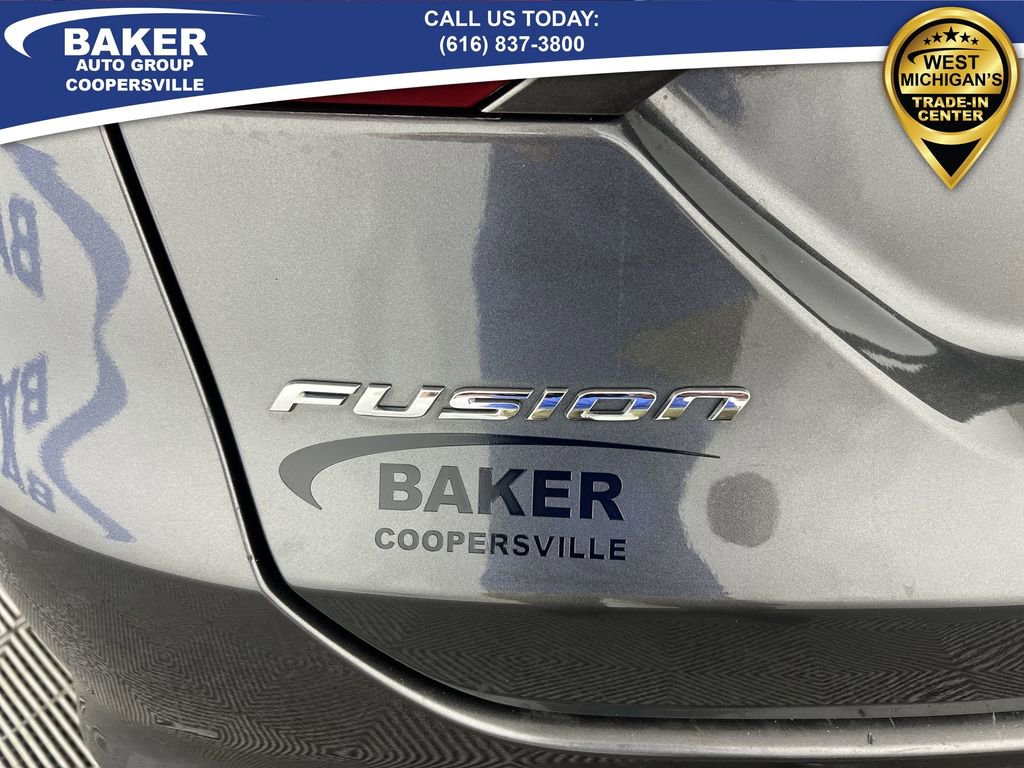 BAKER
AUTO GROUP
COOPERSVILLE
CALL US TODAY:
(616) 837-3800
WEST
MICHIGAN'S
TRADE-IN
CENTER
FUSION
BAKER
COOPERSVILLE